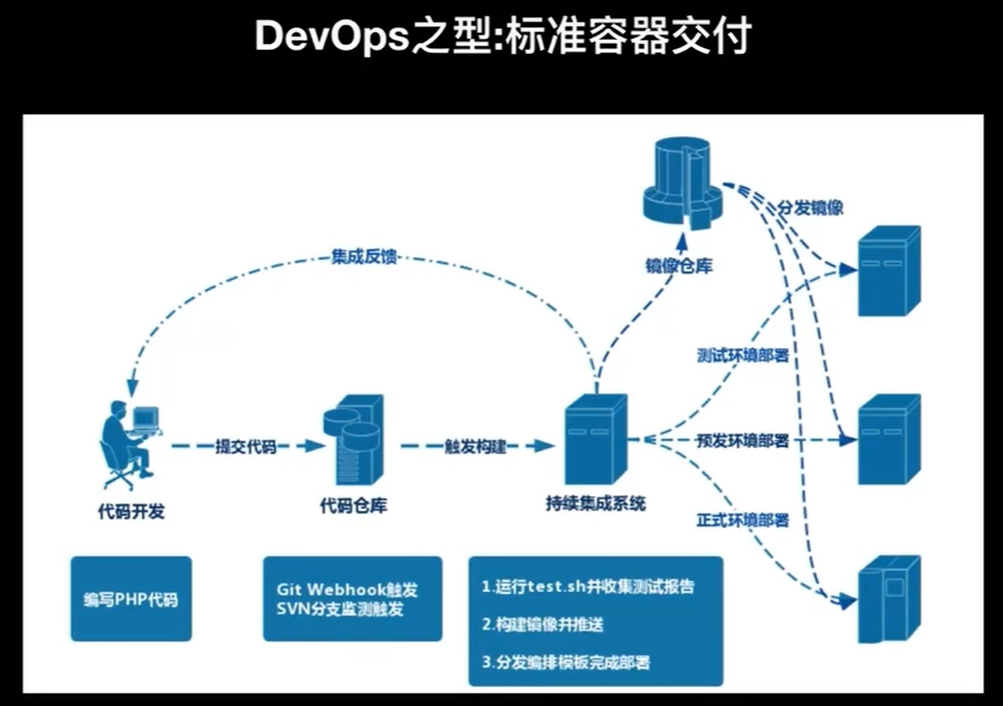 DevOps之型:标准容器交付
分发镜像
集成反馈
镜像仓库
测试环境部署
提交代码
触发构建
预发环境部署
代码开发
代码仓库
持续集成系统
正式环境部署
编写PHP代码
Git Webhook触发
SVN分支监测触发
1.运行test.sh并收集测试报告
2.构建镜像并推送
3.分发编排模板完成部署